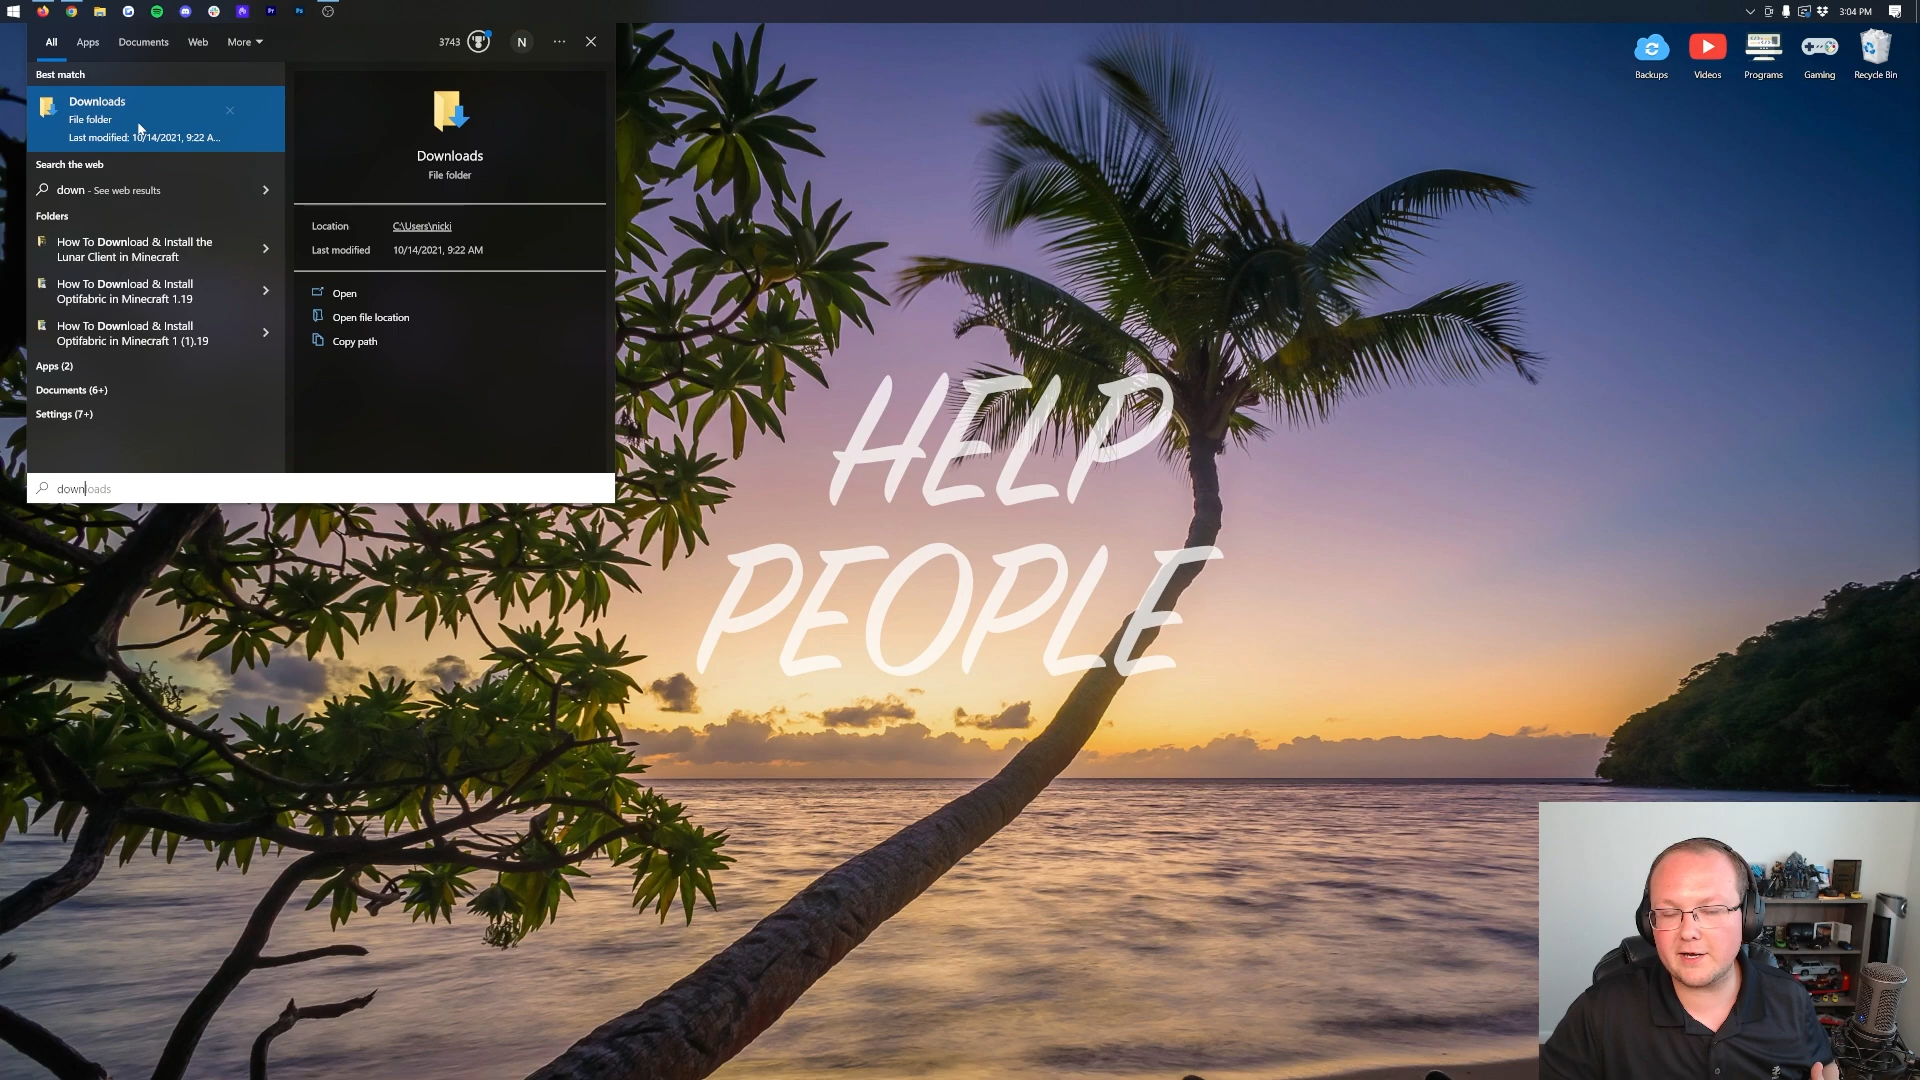 3:04 PM
All
Apps
Documents
Web
More
3743
N
Best match
Downloads
File folder
Last modified: 10/14/2021, 9:22 A...
Search the web
down - See web results
Folders
How To Download & Install the
Lunar Client in Minecraft
How To Download & Install
Optifabric in Minecraft 1.19
How To Download & Install
Optifabric in Minecraft 1 (1).19
Apps (2)
Documents (6+)
Settings (7+)
Downloads
File folder
Location C:\Users\nicki
Last modified 10/14/2021, 9:22 AM
Open
Open file location
Copy path
downloads
Backups
Videos
Programs
Gaming
Recycle Bin
HELP
PEOPLE
Pr
Ps